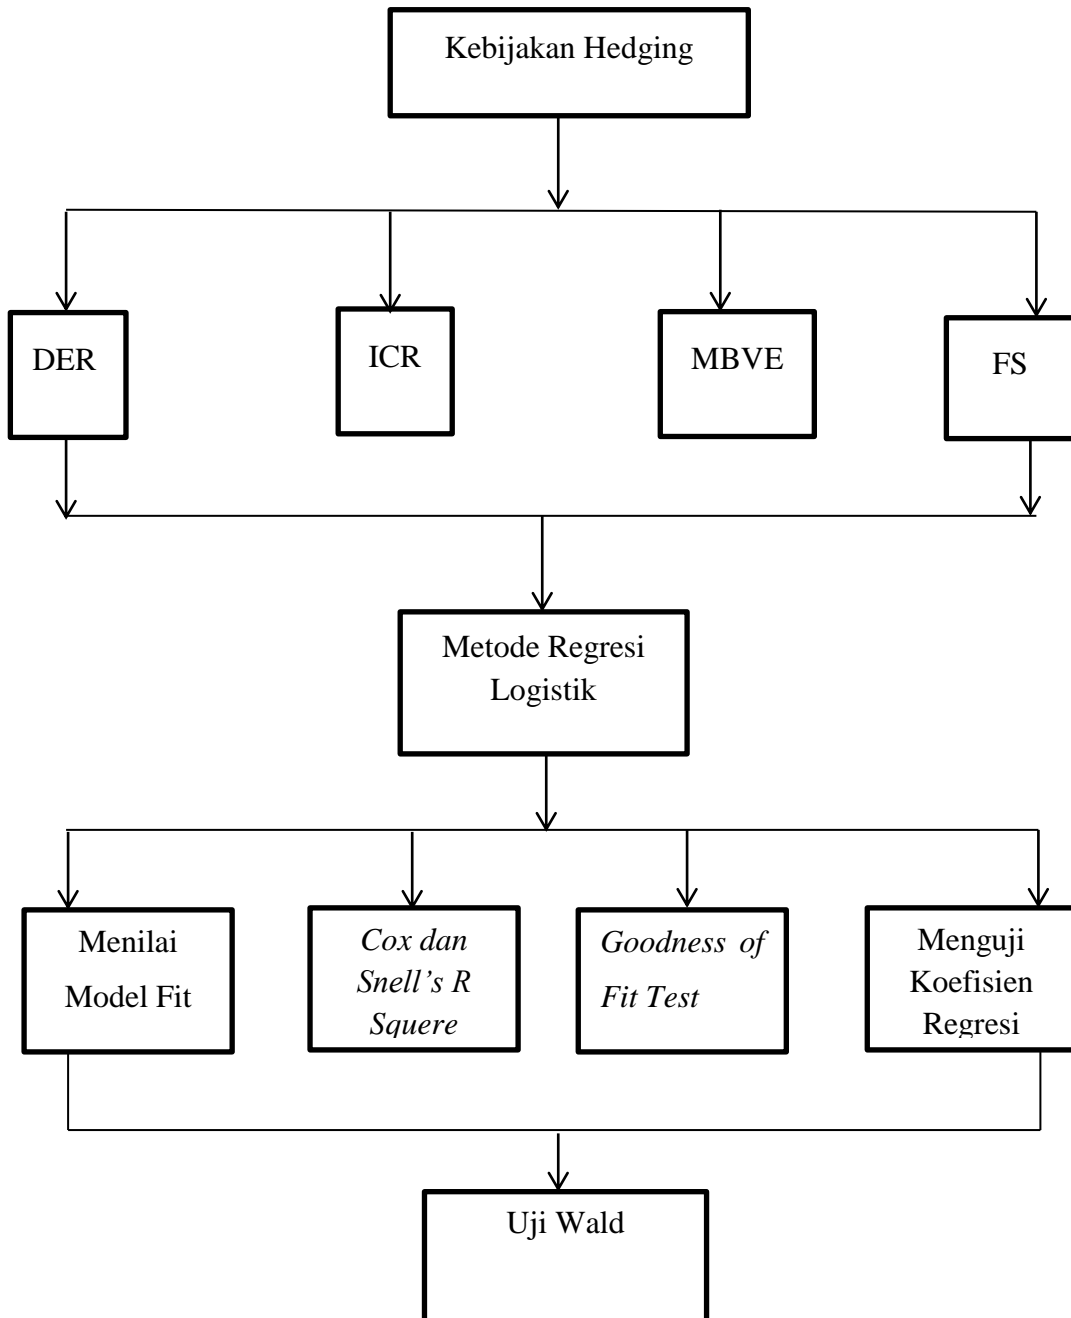 Kebijakan Hedging
DER
ICR
MBVE
FS
Metode Regresi
Logistik
Menilai
Model Fit
Cox dan
Snell’s R
Squere
Goodness of
Fit Test
Menguji
Koefisien
Regresi
Uji Wald